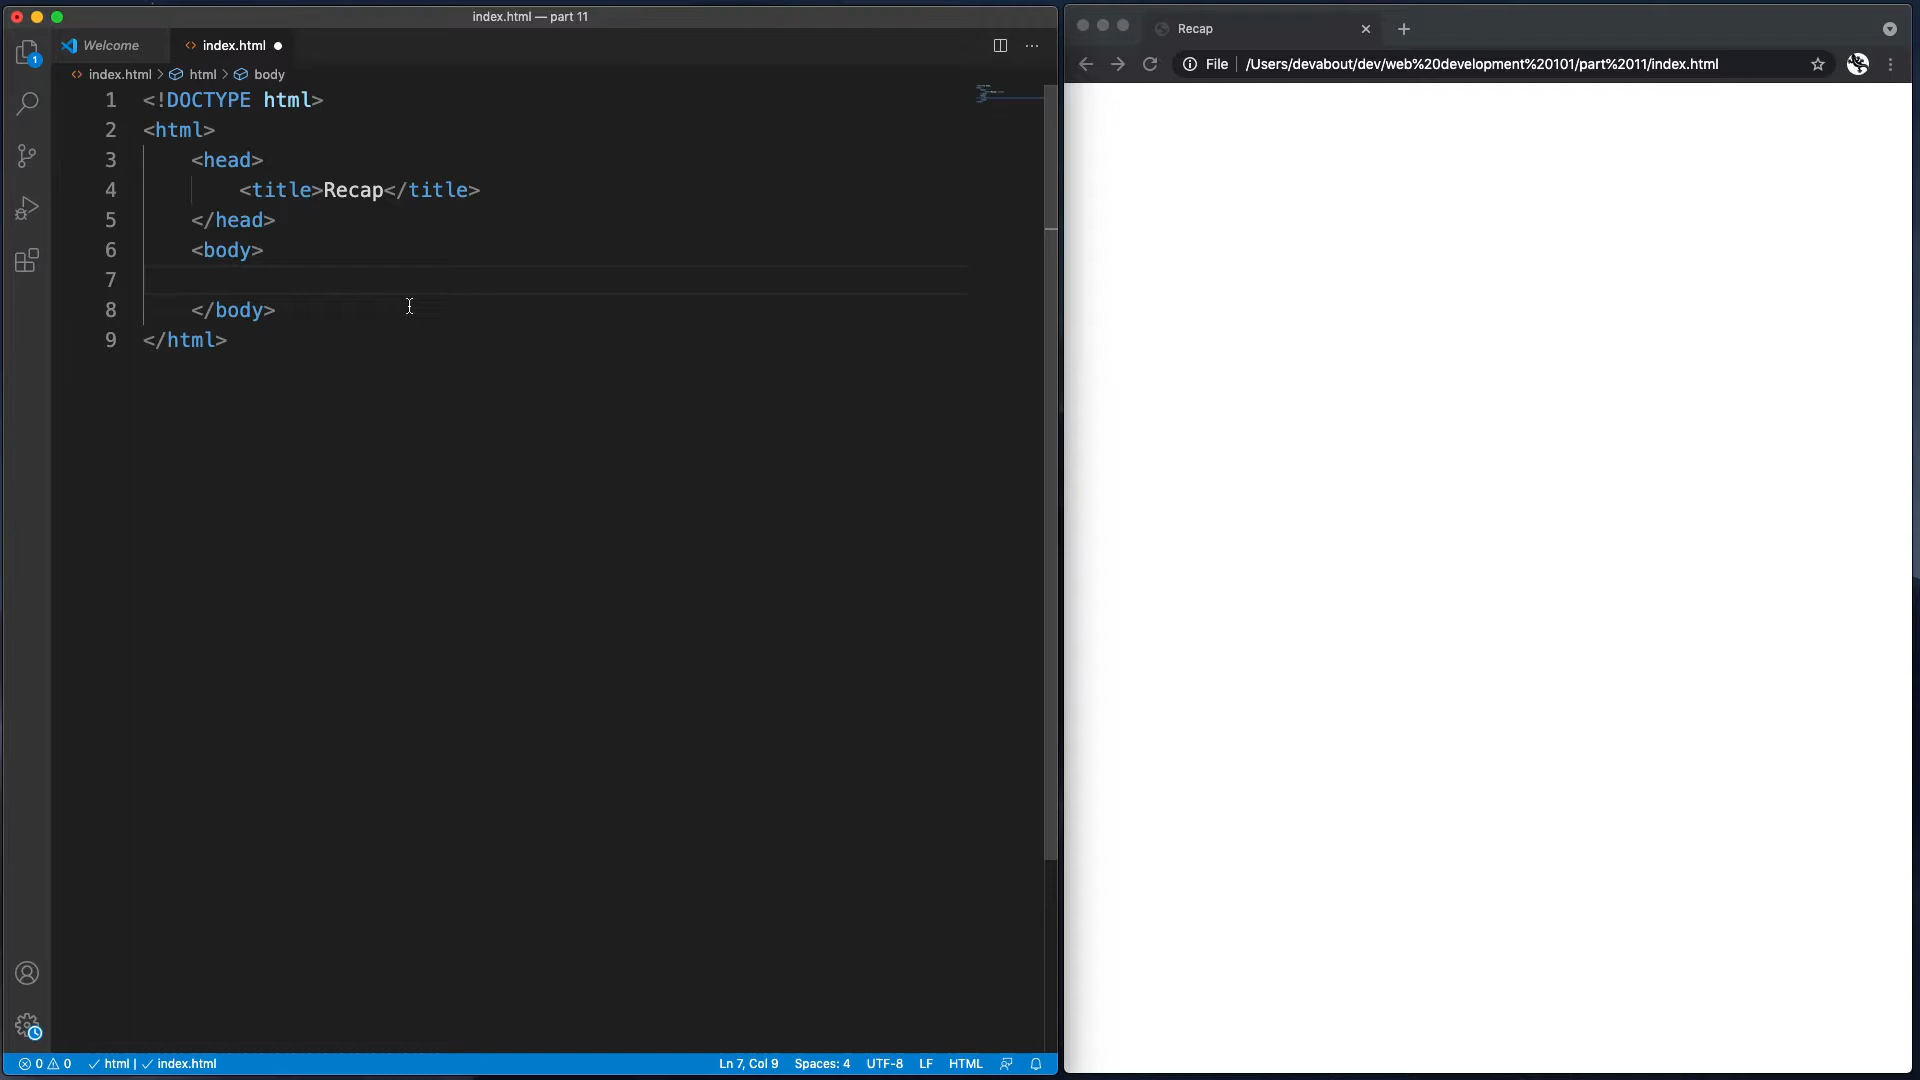 index.html — part 11
Welcome
index.html
index.html > html > body
1 <!DOCTYPE html>
2 <html>
3 <head>
4 <title>Recap</title>
5 </head>
6 <body>
7
8 </body>
9 </html>
1
0 0 html | index.html
Ln 7, Col 9 Spaces: 4 UTF-8 LF HTML
Recap
File | /Users/devabout/dev/web%20development%20101/part%2011/index.html